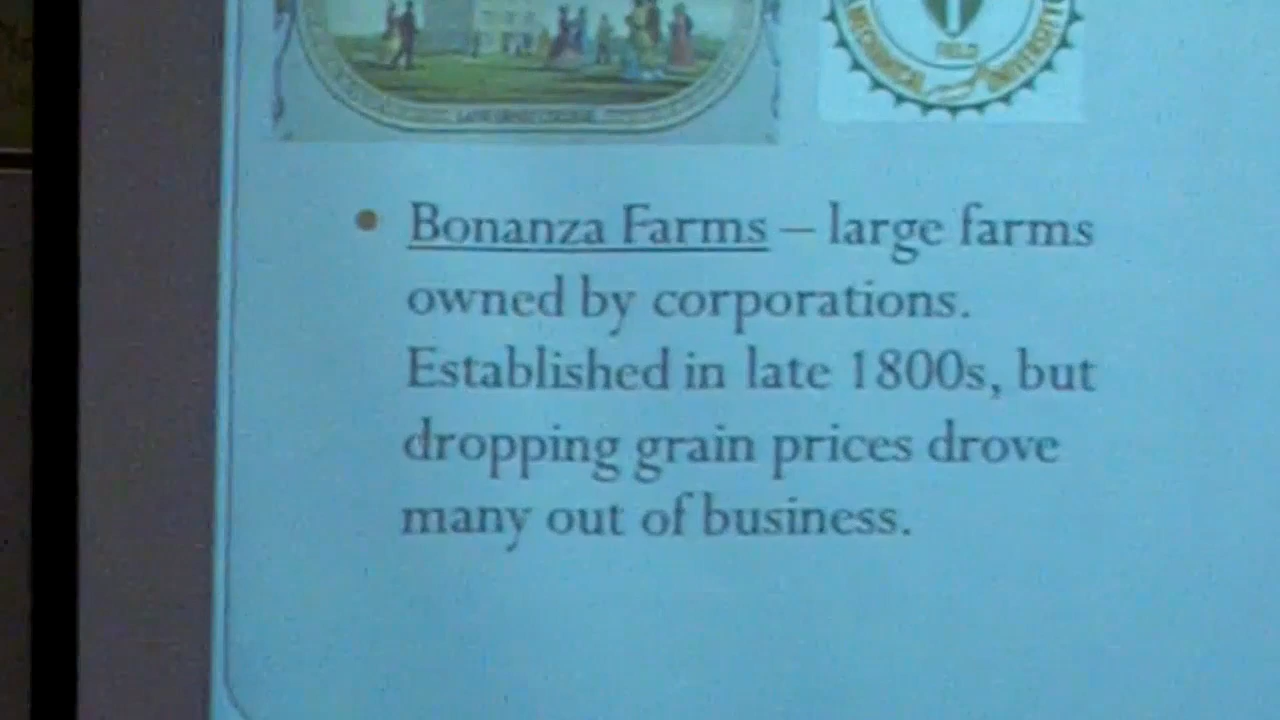 Bonanza Farms – large farms
owned by corporations.
Established in late 1800s, but
dropping grain prices drove
many out of business.